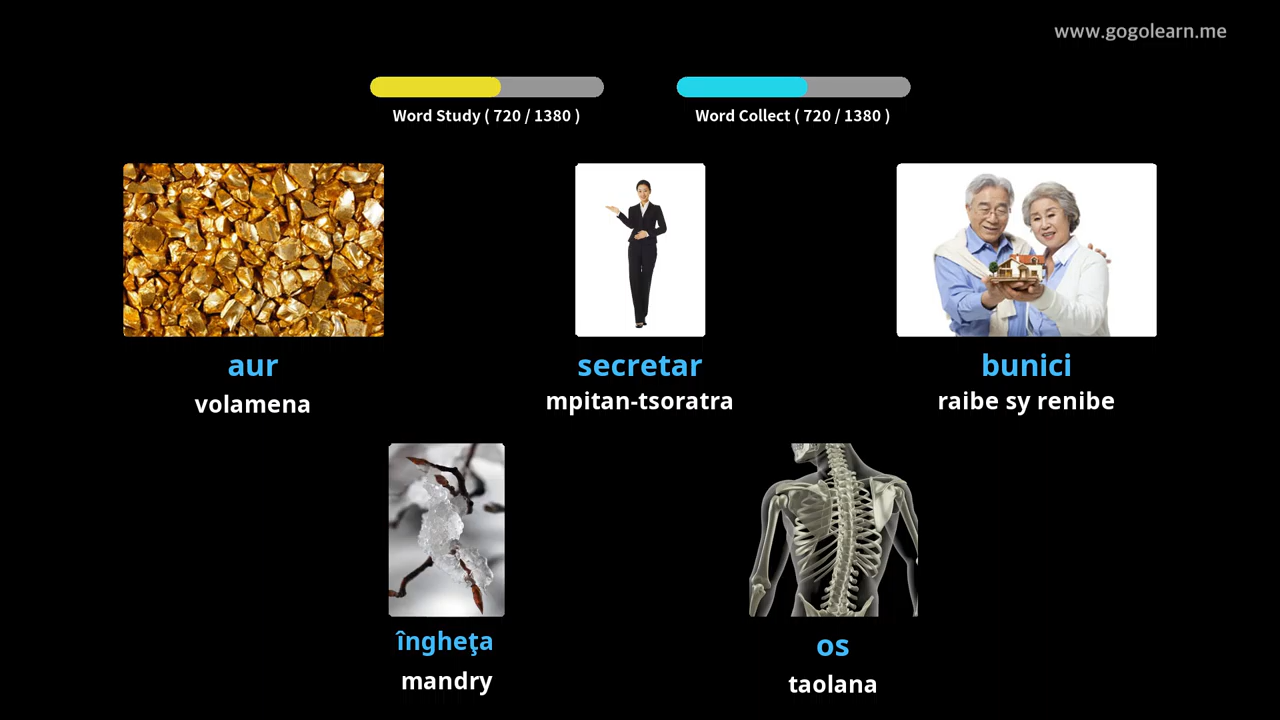 www.gogolearn.me
Word Study ( 720 / 1380 )
Word Collect ( 720 / 1380 )
aur
volamena
secretar
mpitan-tsoratra
bunici
raibe sy renibe
îngheţa
mandry
os
taolana